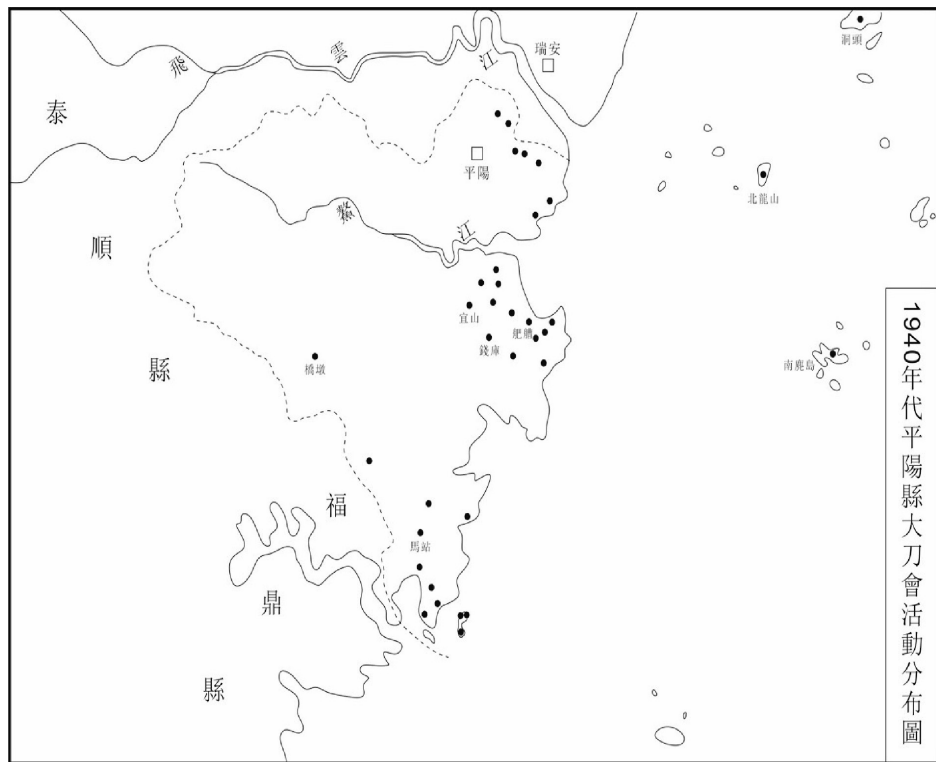 洞頭
瑞安
飛雲江
泰順縣
平陽
北龍山
鰲江
宜山
肥艚
錢庫
橋墩
南鹿島
福鼎縣
馬站
1940年代平陽縣大刀會活動分布圖